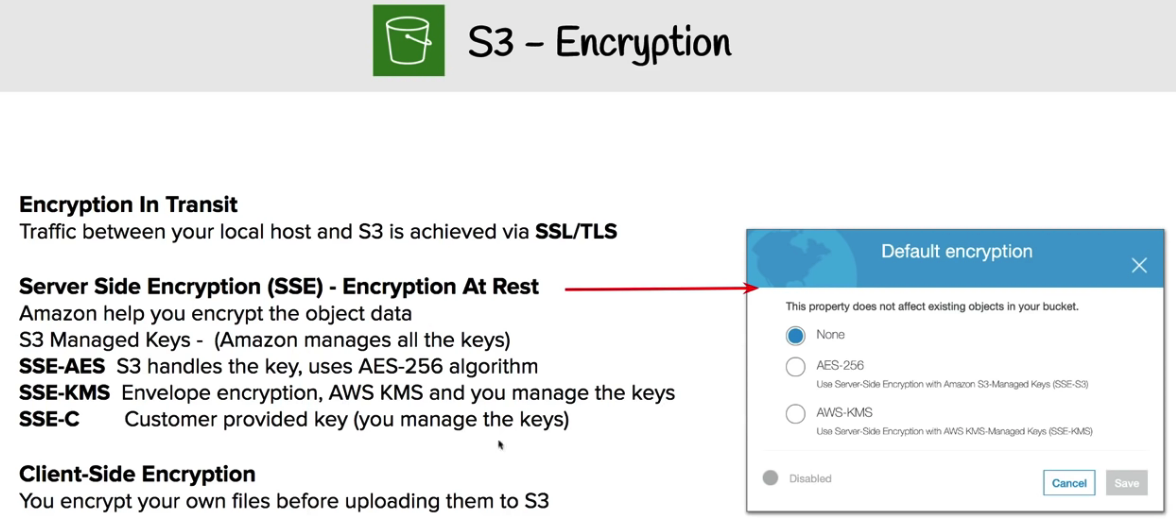 S3 – Encryption
Encryption In Transit
Traffic between your local host and S3 is achieved via SSL/TLS
Server Side Encryption (SSE) - Encryption At Rest
Amazon help you encrypt the object data
S3 Managed Keys - (Amazon manages all the keys)
SSE-AES S3 handles the key, uses AES-256 algorithm
SSE-KMS Envelope encryption, AWS KMS and you manage the keys
SSE-C Customer provided key (you manage the keys)
Client-Side Encryption
You encrypt your own files before uploading them to S3
Default encryption
This property does not affect existing objects in your bucket.
None
AES-256
Use Server-Side Encryption with Amazon S3-Managed Keys (SSE-S3)
AWS-KMS
Use Server-Side Encryption with AWS KMS-Managed Keys (SSE-KMS)
Disabled
Cancel
Save